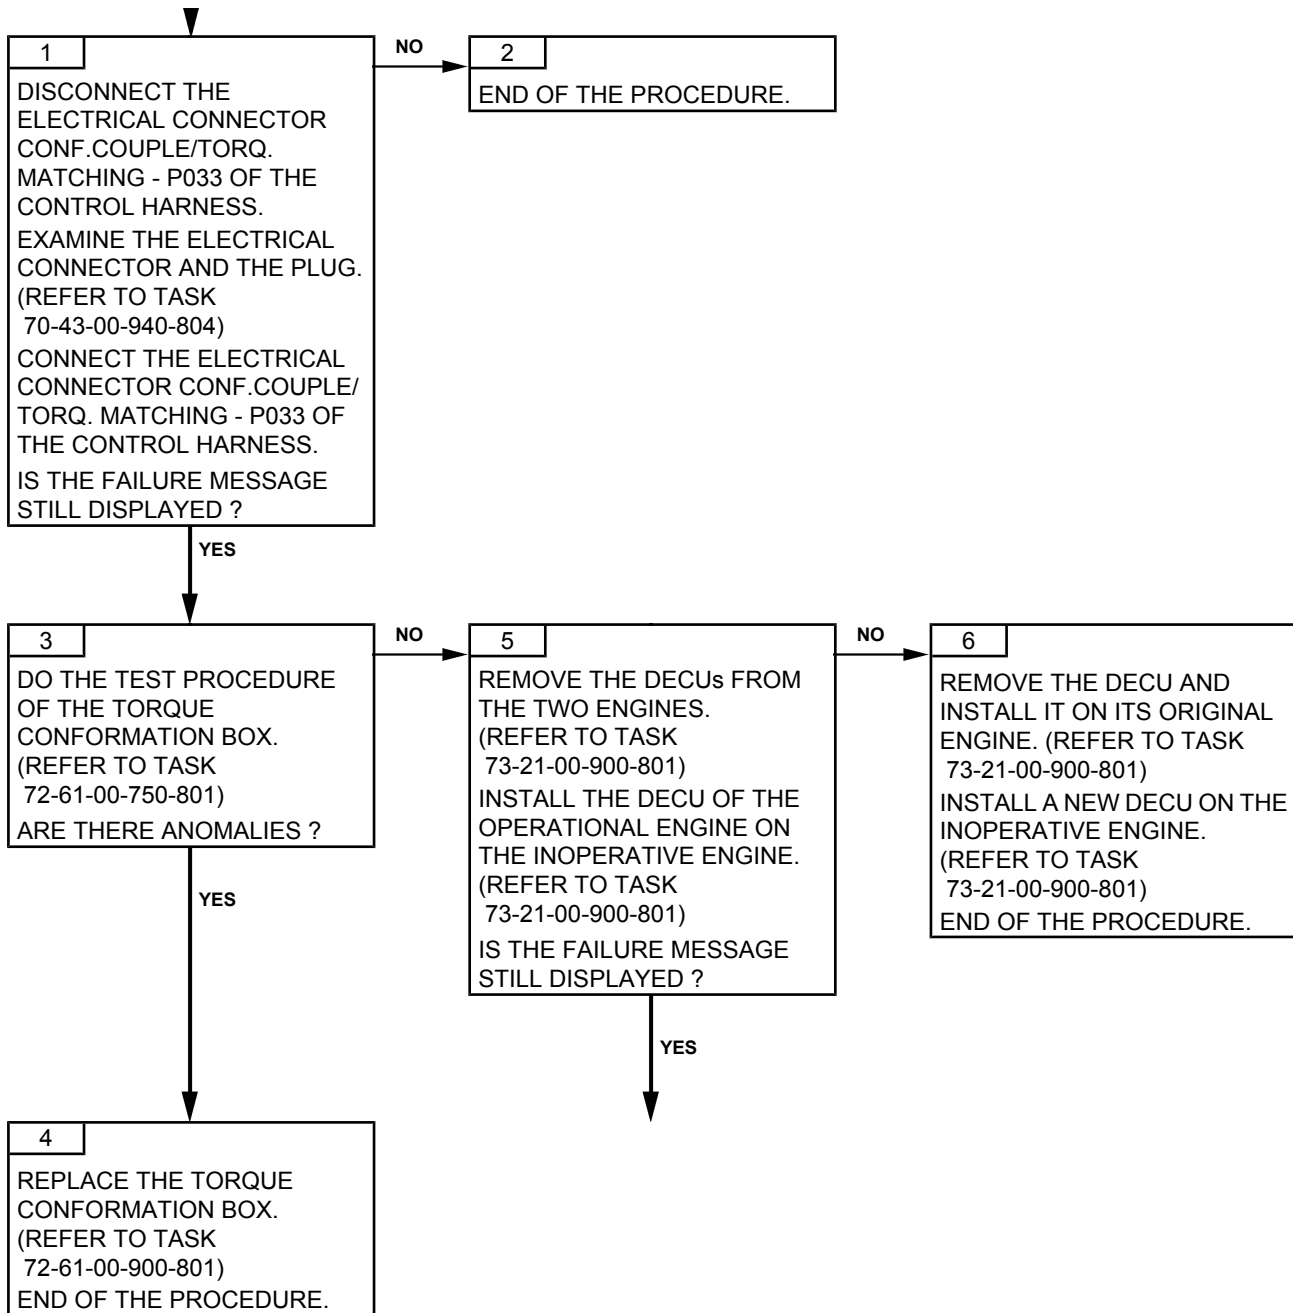 1
DISCONNECT THE
ELECTRICAL CONNECTOR
CONF.COUPLE/TORQ.
MATCHING - P033 OF THE
CONTROL HARNESS.
EXAMINE THE ELECTRICAL
CONNECTOR AND THE PLUG.
(REFER TO TASK
70-43-00-940-804)
CONNECT THE ELECTRICAL
CONNECTOR CONF.COUPLE/
TORQ. MATCHING - P033 OF
THE CONTROL HARNESS.
IS THE FAILURE MESSAGE
STILL DISPLAYED ?
NO
2
END OF THE PROCEDURE.
YES
3
DO THE TEST PROCEDURE
OF THE TORQUE
CONFORMATION BOX.
(REFER TO TASK
72-61-00-750-801)
ARE THERE ANOMALIES ?
NO
5
REMOVE THE DECUs FROM
THE TWO ENGINES.
(REFER TO TASK
73-21-00-900-801)
INSTALL THE DECU OF THE
OPERATIONAL ENGINE ON
THE INOPERATIVE ENGINE.
(REFER TO TASK
73-21-00-900-801)
IS THE FAILURE MESSAGE
STILL DISPLAYED ?
NO
6
REMOVE THE DECU AND
INSTALL IT ON ITS ORIGINAL
ENGINE. (REFER TO TASK
73-21-00-900-801)
INSTALL A NEW DECU ON THE
INOPERATIVE ENGINE.
(REFER TO TASK
73-21-00-900-801)
END OF THE PROCEDURE.
YES
YES
4
REPLACE THE TORQUE
CONFORMATION BOX.
(REFER TO TASK
72-61-00-900-801)
END OF THE PROCEDURE.